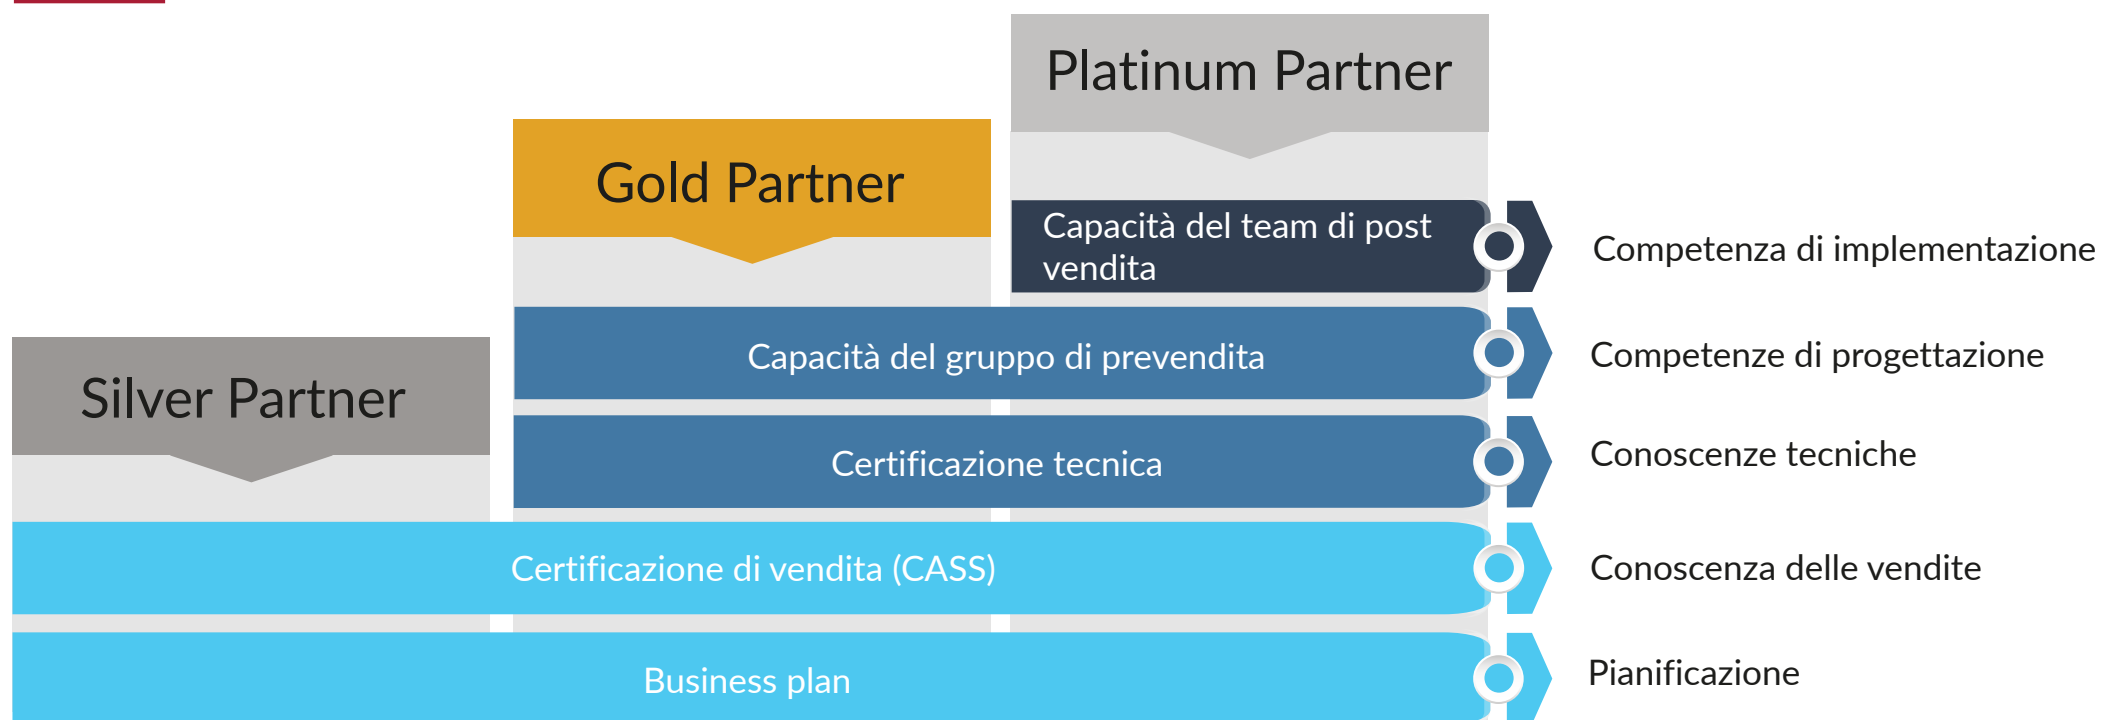 Platinum Partner
Gold Partner
Silver Partner
Capacità del team di post
vendita
Competenza di implementazione
Capacità del gruppo di prevendita
Competenze di progettazione
Certificazione tecnica
Conoscenze tecniche
Certificazione di vendita (CASS)
Conoscenza delle vendite
Business plan
Pianificazione